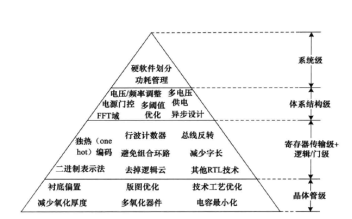 硬软件划分
功耗管理
系统级
电压/频率调整 多电压
电源门控 多阈值 供电
FFT域 优化 异步设计
体系结构级
独热（one 行波计数器 总线反转
hot）编码 避免组合环路 减少字长
二进制表示法 去掉逻辑云 其他RTL技术
寄存器传输级+
逻辑/门级
衬底偏置 版图优化 技术工艺优化
减少氧化厚度 多氧化器件 电容最小化
晶体管级